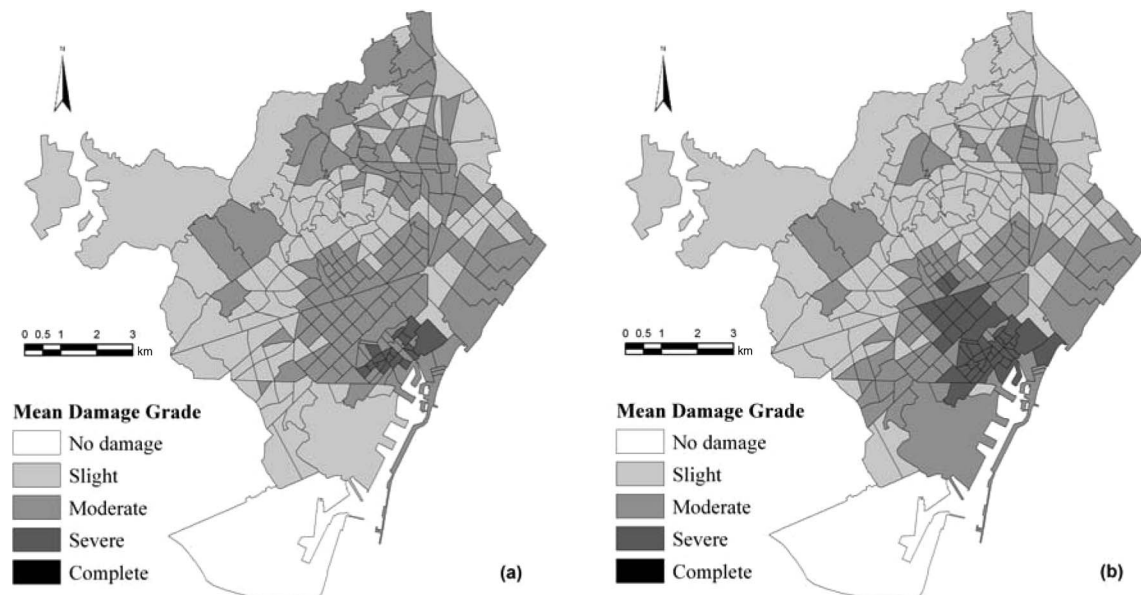 N
0 0.5 1 2 3
km
Mean Damage Grade
No damage
Slight
Moderate
Severe
Complete
(a)
N
0 0.5 1 2 3
km
Mean Damage Grade
No damage
Slight
Moderate
Severe
Complete
(b)